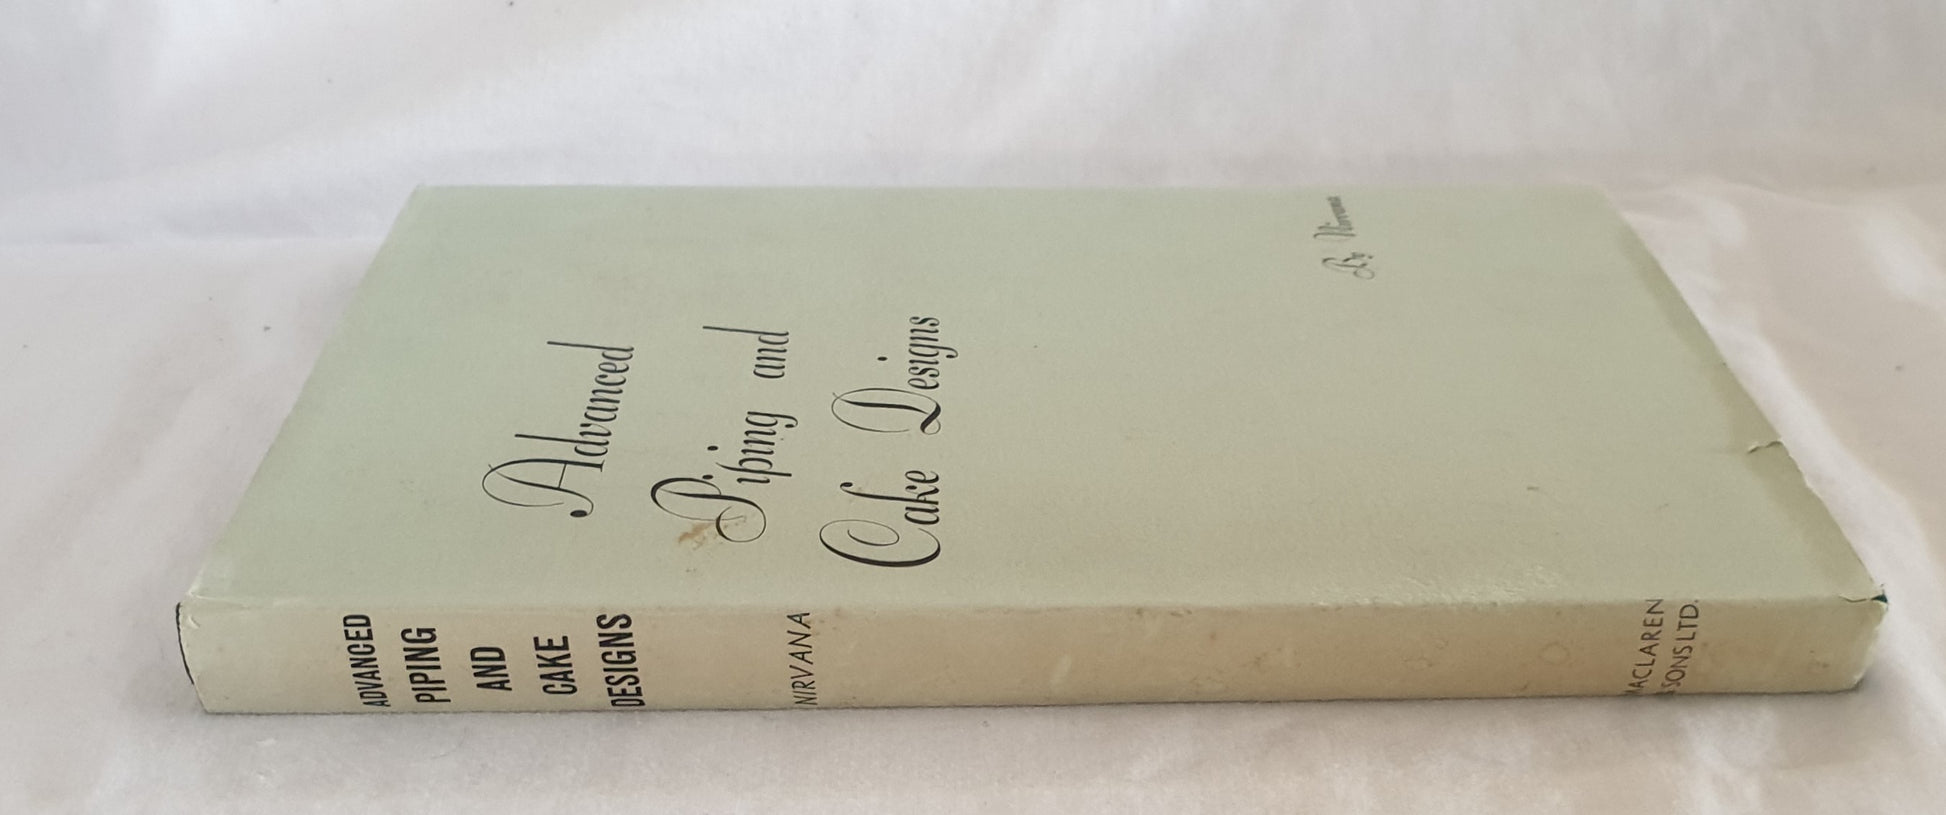 Advanced
Piping and
Cake Designs
By Nirvana
ADVANCED
PIPING
AND
CAKE
DESIGNS
NIRVANA
MACLAREN
SONS LTD.